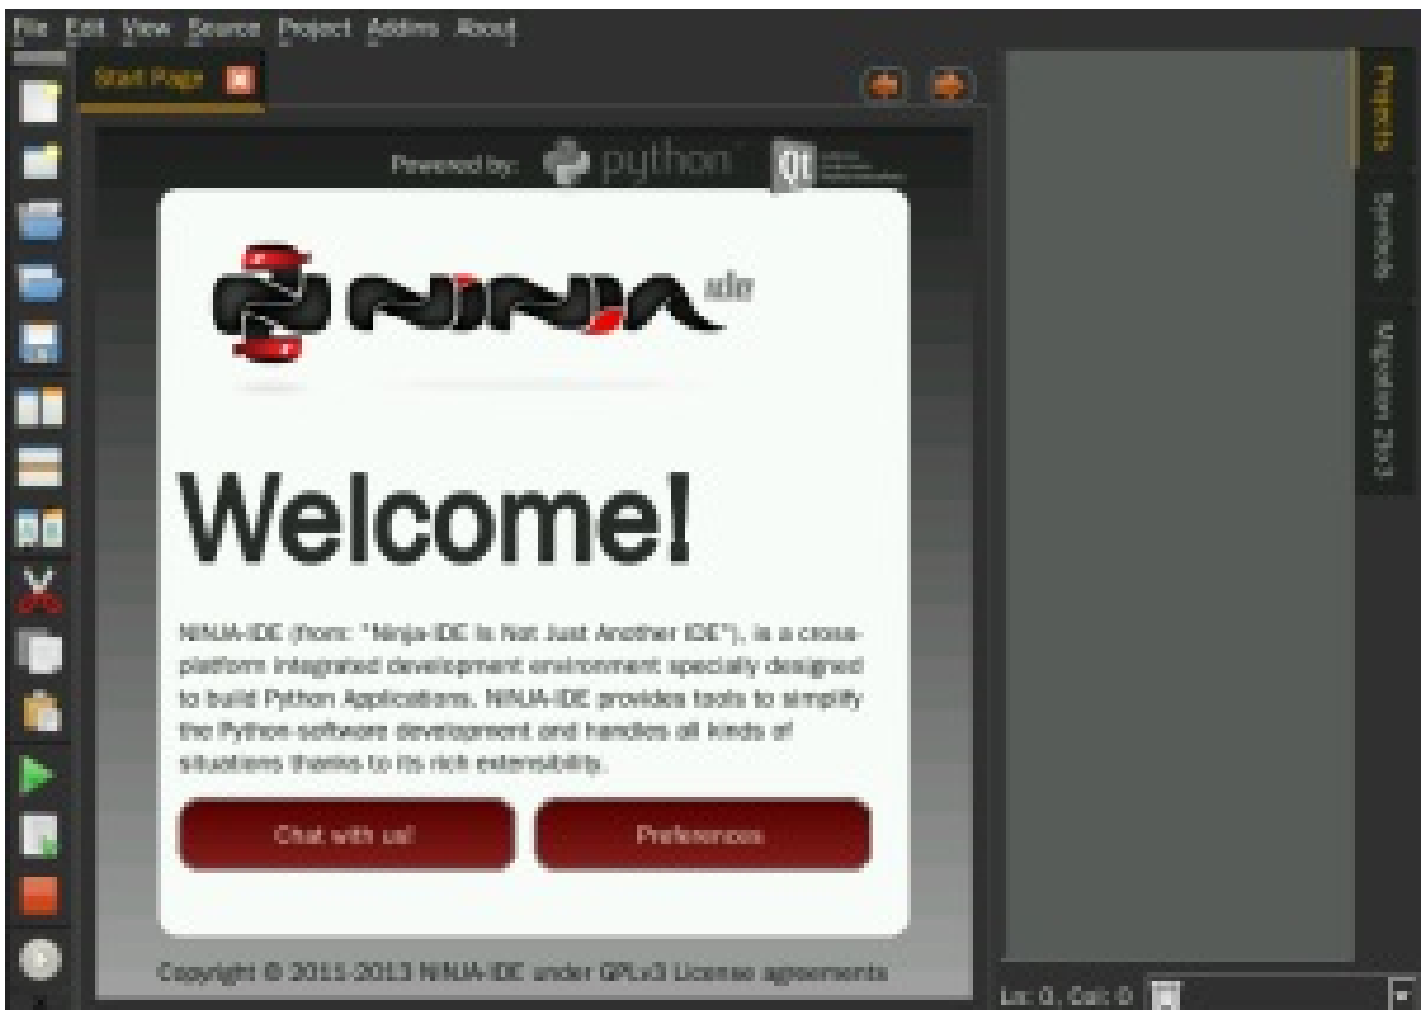 File Edit View Source Project Addins About
Start Page
Powered by: python Qt
NINJA ide
Welcome!
NINJA-IDE (from: "Ninja-IDE Is Not Just Another IDE"), is a cross-
platform integrated development environment specially designed
to build Python Applications. NINJA-IDE provides tools to simplify
the Python-software development and handles all kinds of
situations thanks to its rich extensibility.
Chat with us! Preferences
Copyright © 2011-2013 NINJA-IDE under GPLv3 License agreements
Projects
Symbols
Migration 2to3
Ln: 0, Col: 0